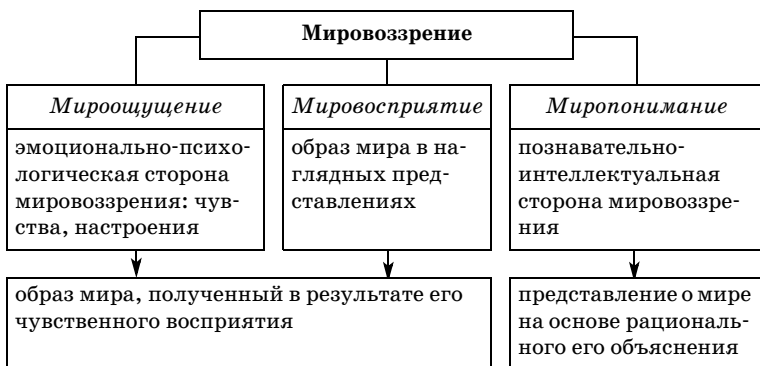 Мировоззрение
Мироощущение
эмоционально-психо-
логическая сторона
мировоззрения: чув-
ства, настроения
Мировосприятие
образ мира в на-
глядных пред-
ставлениях
Миропонимание
познавательно-
интеллектуальная
сторона мировоззре-
ния
образ мира, полученный в результате его
чувственного восприятия
представление о мире
на основе рациональ-
ного его объяснения